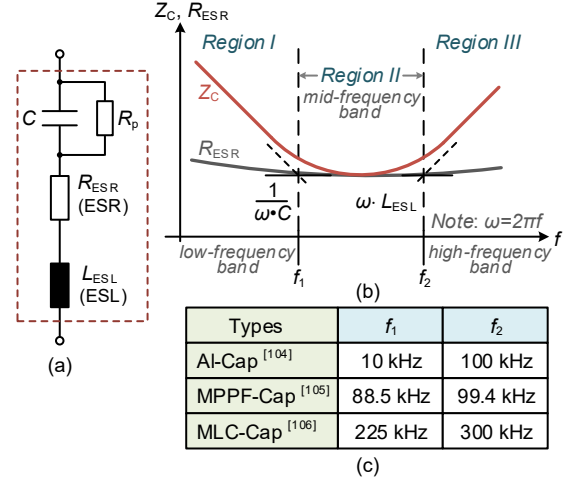 C
Rp
RESR
(ESR)
LESL
(ESL)
(a)
ZC, RESR
Region I
Region II
Region III
mid-frequency
band
ZC
RESR
1
ω•C
ω· LESL
Note: ω=2πf
f
low-frequency
band
high-frequency
band
f1
f2
(b)
Types f1 f2
Al-Cap [104] 10 kHz 100 kHz
MPPF-Cap [105] 88.5 kHz 99.4 kHz
MLC-Cap [106] 225 kHz 300 kHz
(c)